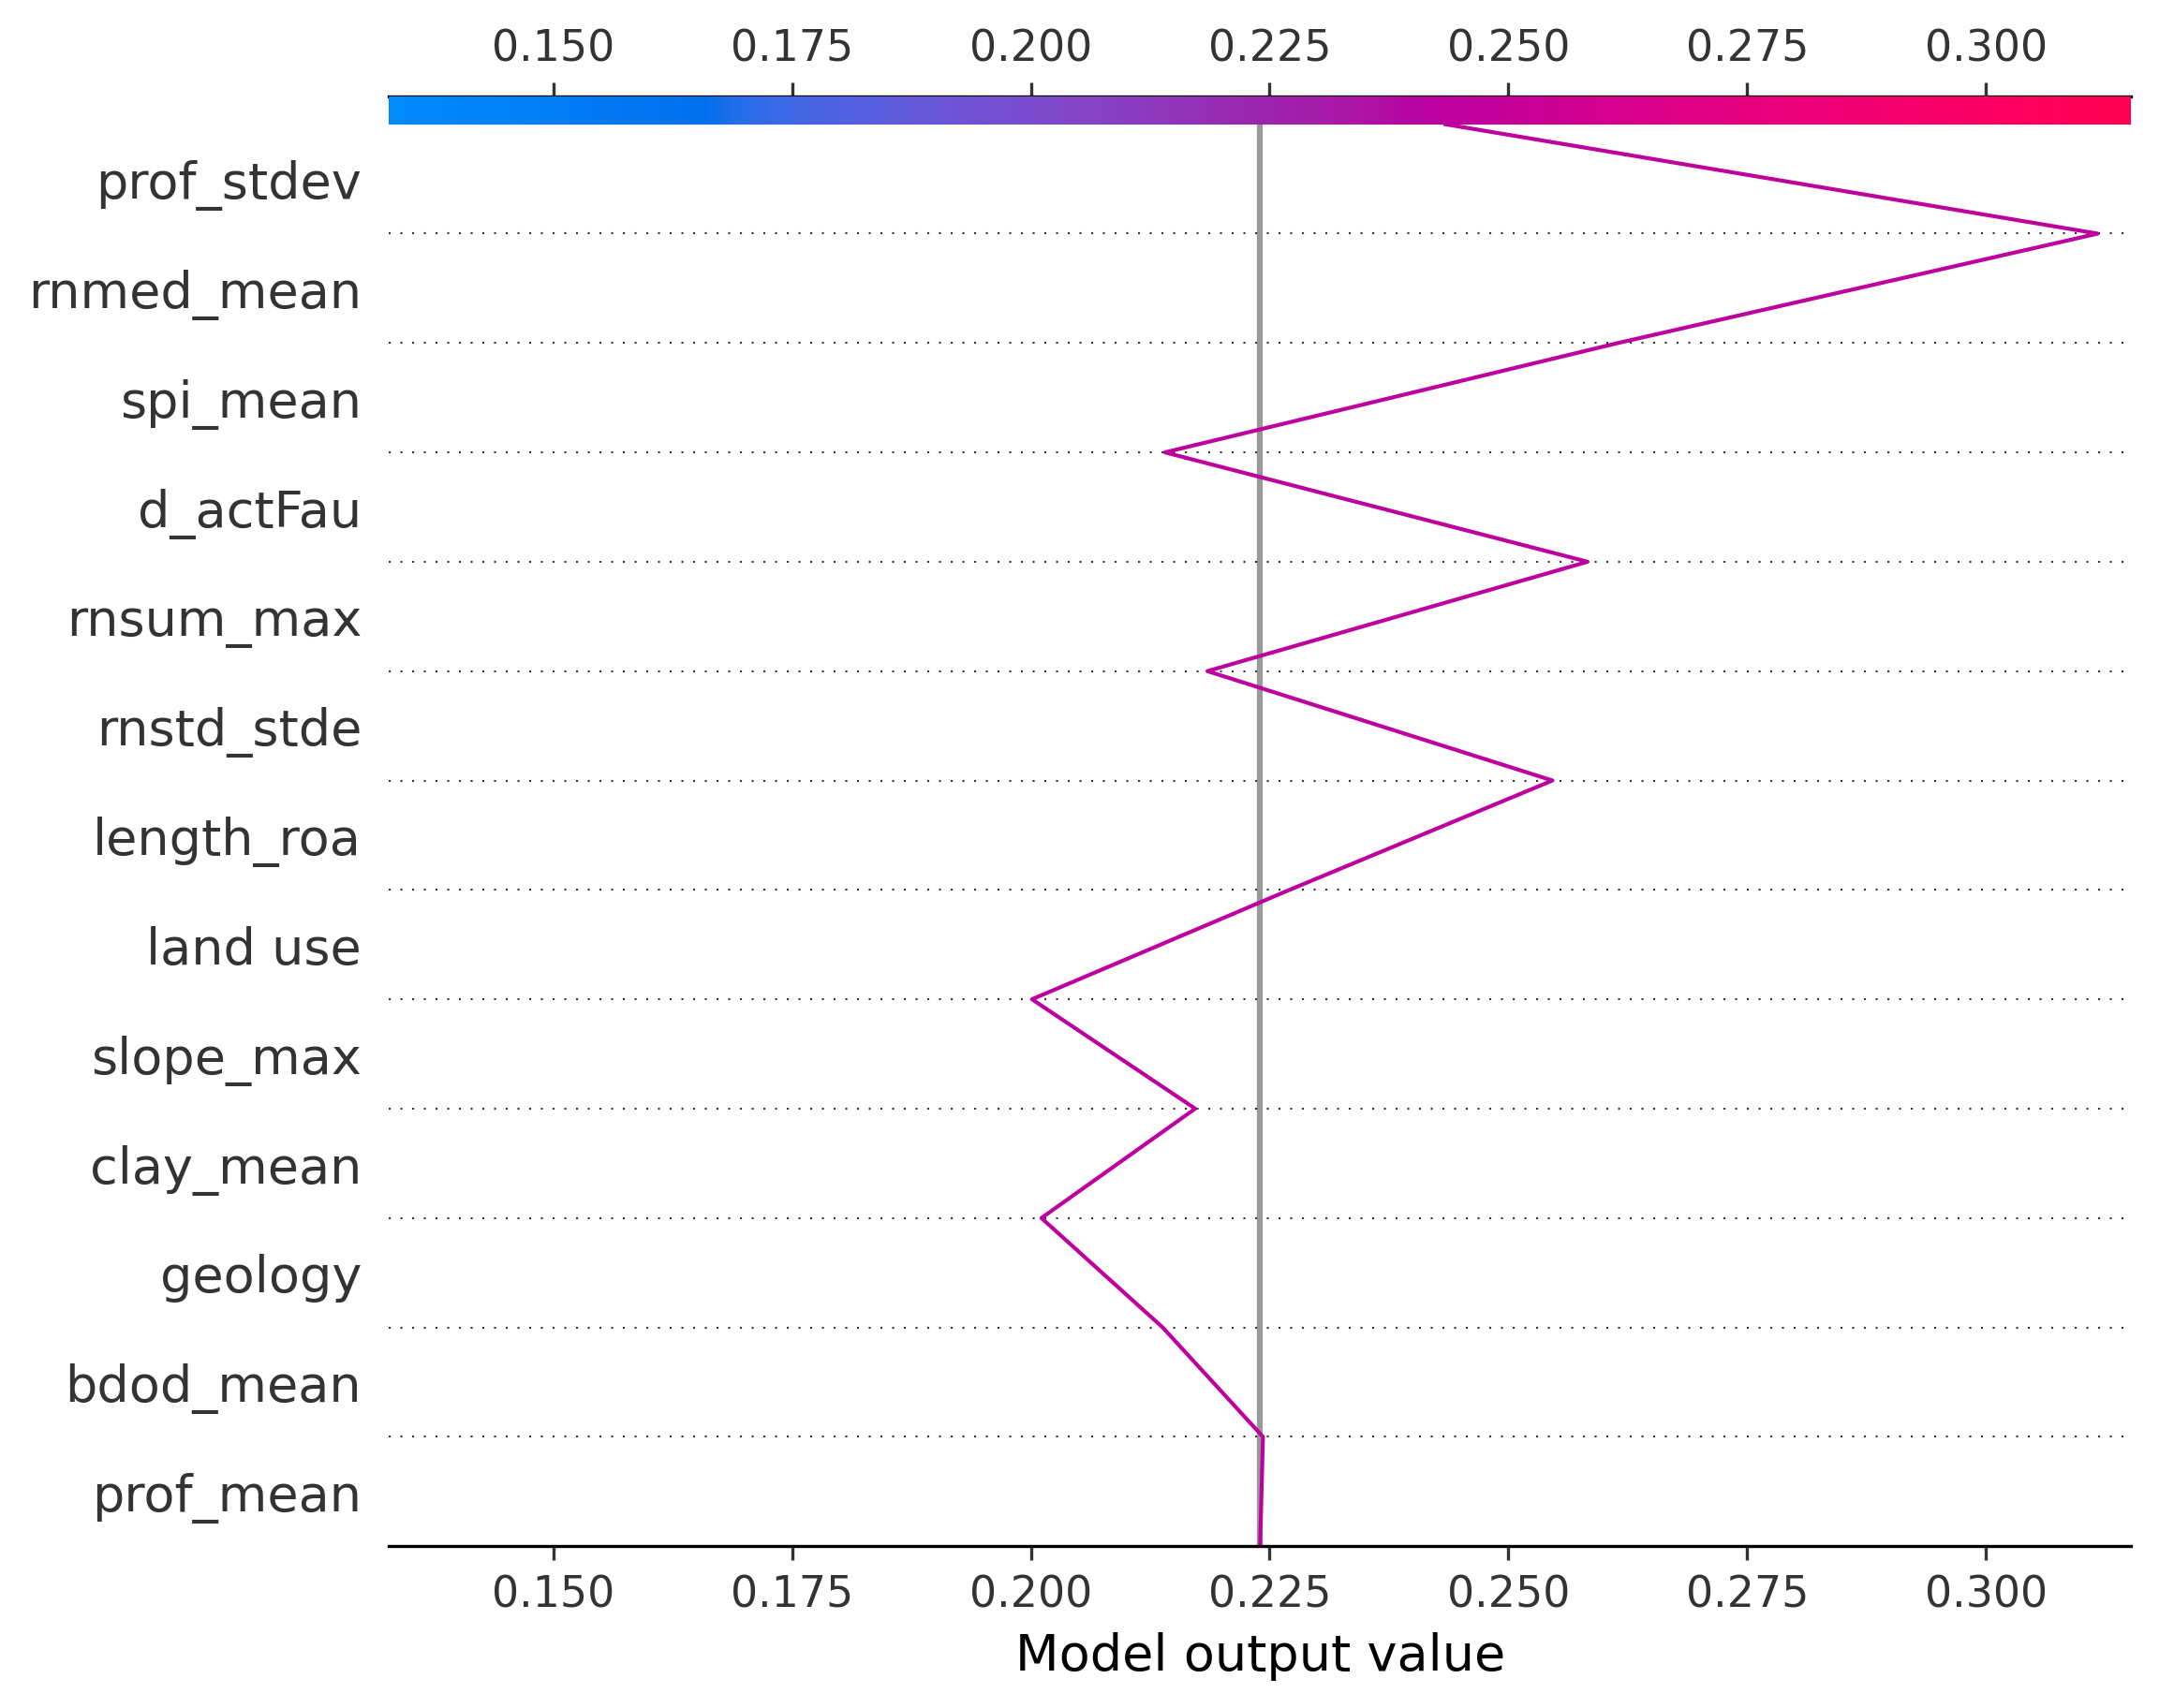 0.150 0.175 0.200 0.225 0.250 0.275 0.300
prof_stdev
rnmed_mean
spi_mean
d_actFau
rnsum_max
rnstd_stde
length_roa
land use
slope_max
clay_mean
geology
bdod_mean
prof_mean
0.150 0.175 0.200 0.225 0.250 0.275 0.300
Model output value